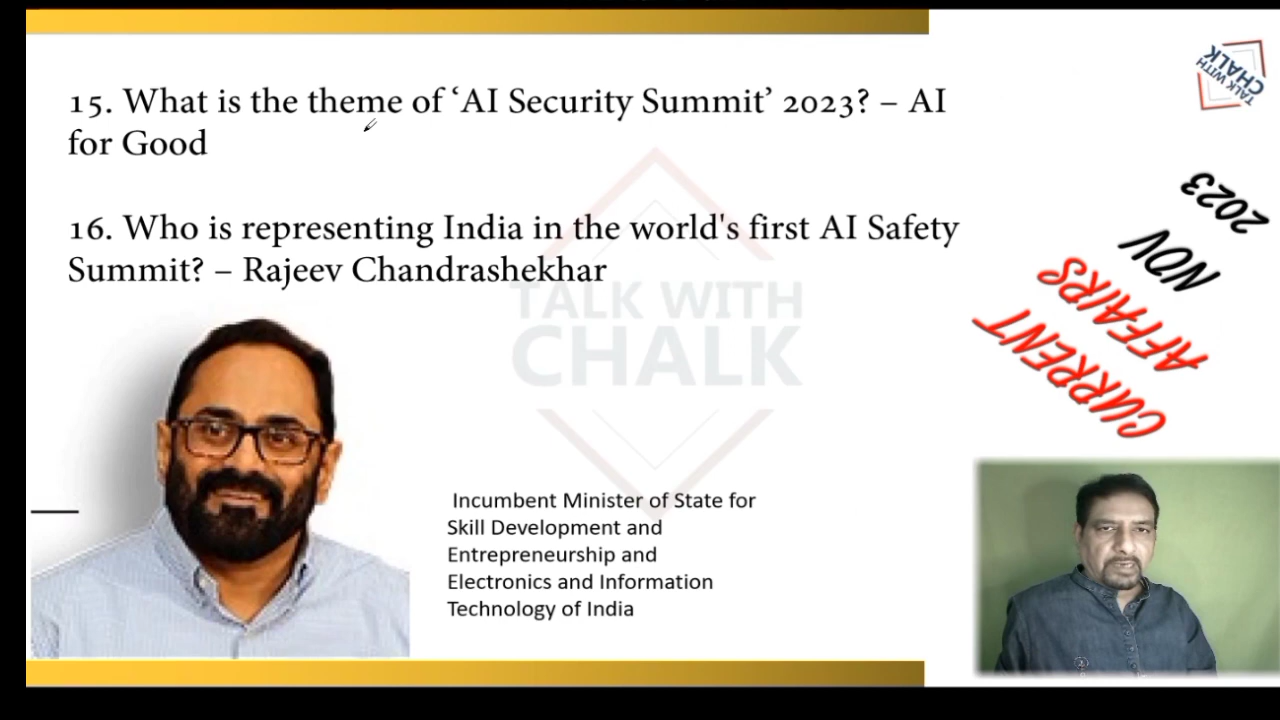 15. What is the theme of ‘AI Security Summit’ 2023? – AI
for Good
16. Who is representing India in the world's first AI Safety
Summit? – Rajeev Chandrashekhar
TALK WITH
CHALK
Incumbent Minister of State for
Skill Development and
Entrepreneurship and
Electronics and Information
Technology of India
TALK WITH
CHALK
CURRENT
AFFAIRS
NOV
2023